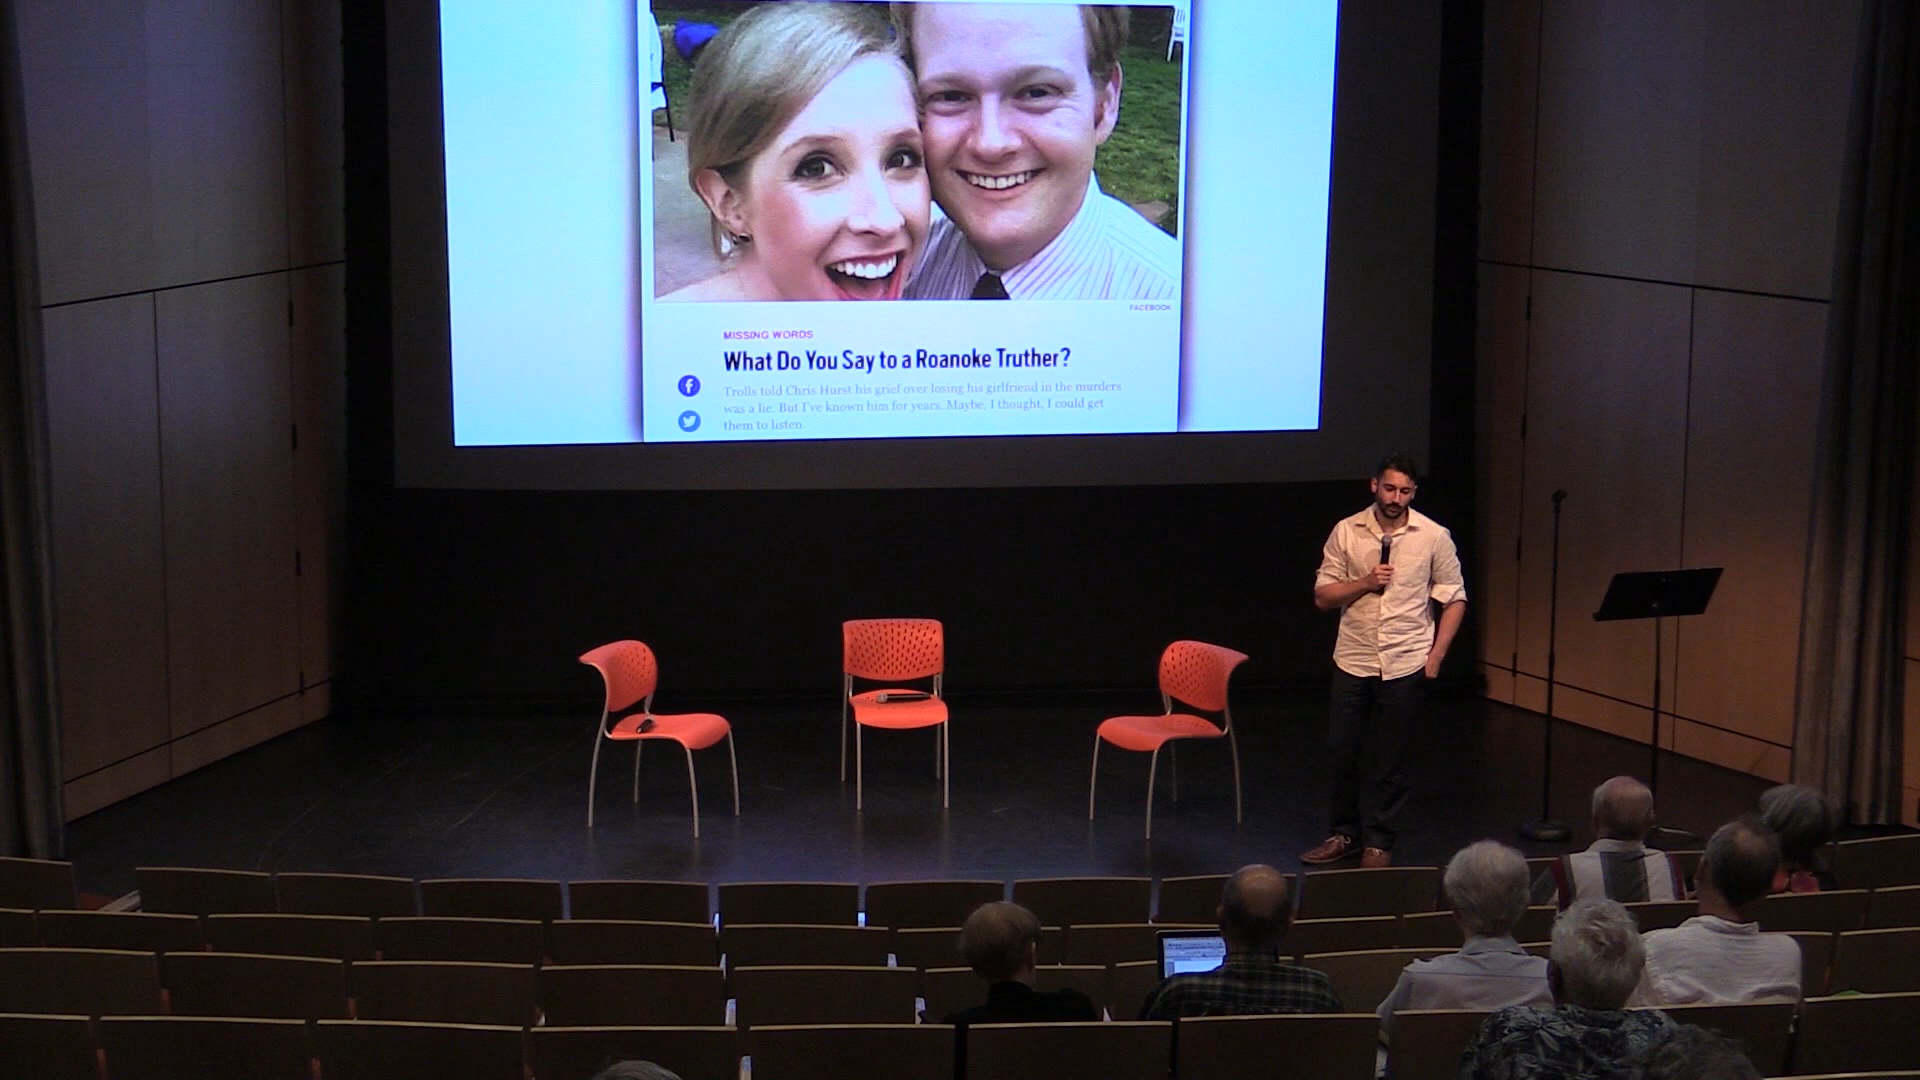 FACEBOOK
MISSING WORDS
What Do You Say to a Roanoke Truther?
Trolls told Chris Hurst his grief over losing his girlfriend in the murders
was a lie. But I've known him for years. Maybe, I thought, I could get
them to listen.